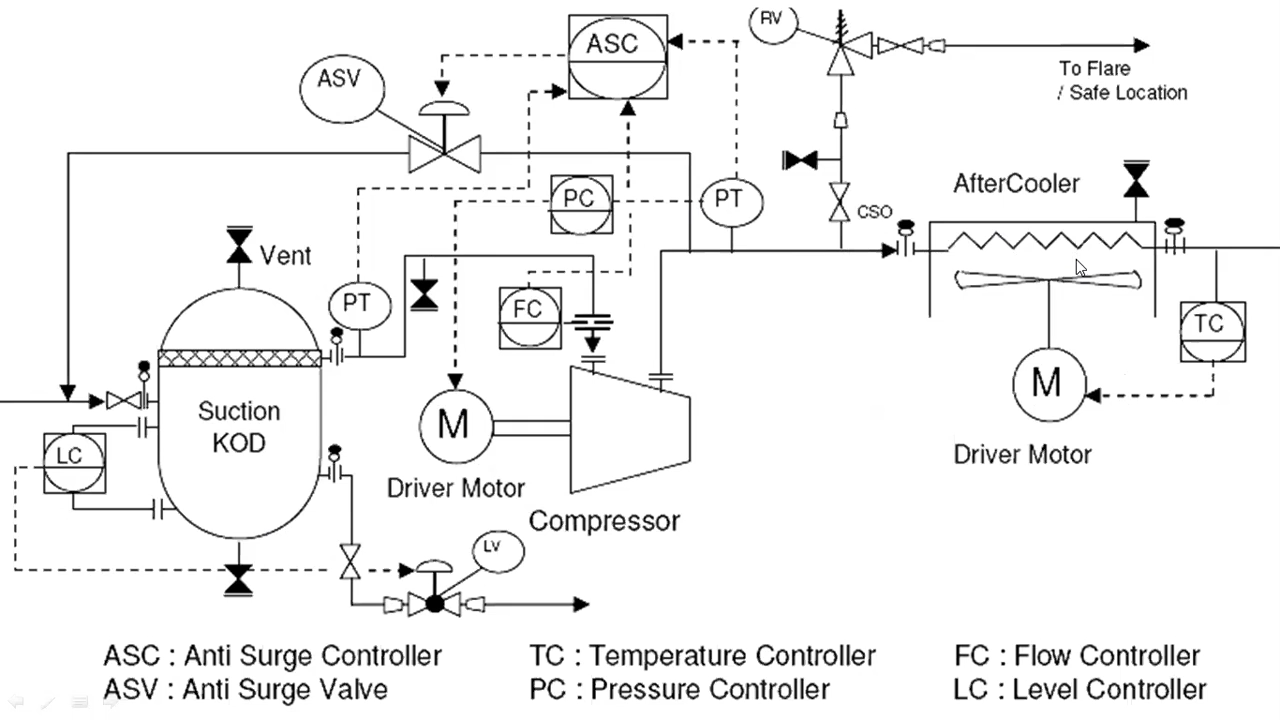 RV
ASC
ASV
To Flare
/ Safe Location
AfterCooler
PC
PT
CSO
Vent
PT
FC
TC
M
Suction
KOD
M
LC
Driver Motor
Driver Motor
Compressor
LV
ASC : Anti Surge Controller
TC : Temperature Controller
FC : Flow Controller
ASV : Anti Surge Valve
PC : Pressure Controller
LC : Level Controller